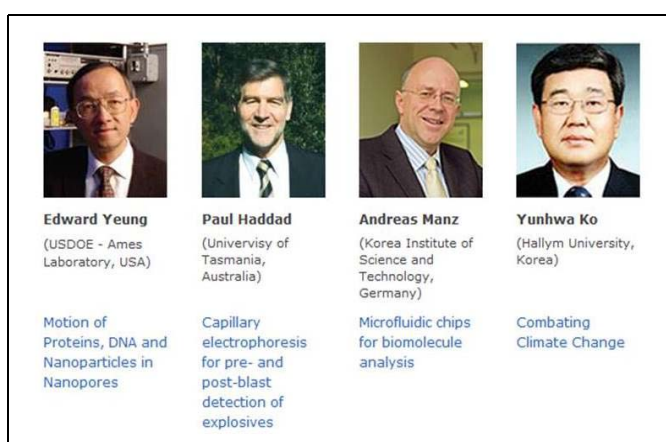 Edward Yeung
(USDOE - Ames
Laboratory, USA)
Motion of
Proteins, DNA and
Nanoparticles in
Nanopores
Paul Haddad
(Univervisy of
Tasmania,
Australia)
Capillary
electrophoresis
for pre- and
post-blast
detection of
explosives
Andreas Manz
(Korea Institute of
Science and
Technology,
Germany)
Microfluidic chips
for biomolecule
analysis
Yunhwa Ko
(Hallym University,
Korea)
Combating
Climate Change